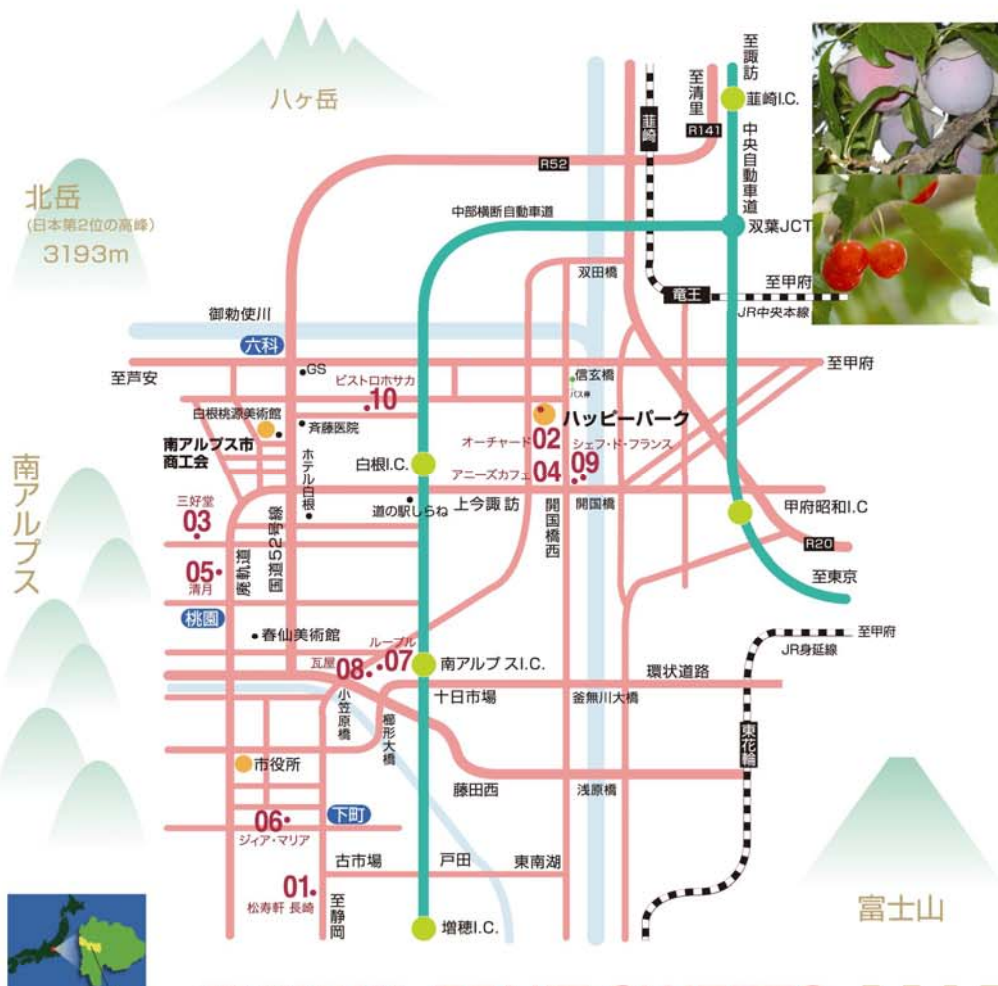 八ヶ岳
北岳
(日本第2位の高峰)
3193m
至諏訪
至清里
韮崎I.C.
韮崎
R141
R52
中央自動車道
中部横断自動車道
双葉JCT
双田橋
至甲府
竜王
JR中央本線
御勅使川
六科
至芦安
GS
ビストロホサカ
10
信玄橋
バス停
至甲府
白根桃源美術館
斉藤医院
ハッピーパーク
南アルプス市
商工会
オーチャード
02
シェフ・ド・フランス
09
アニーズカフェ
04
白根I.C.
ホテル白根
道の駅しらね
上今諏訪
開国橋西
開国橋
甲府昭和I.C
R20
至東京
南アルプス
三好堂
03
05
清月
廃軌道
国道52号線
桃園
春仙美術館
ルーブル
07
瓦屋
08
南アルプスI.C.
至甲府
JR身延線
環状道路
十日市場
釜無川大橋
小笠原橋
櫛形大橋
東花輪
市役所
藤田西
浅原橋
06
ジィア・マリア
下町
古市場
戸田
東南湖
01
松寿軒 長崎
至静岡
増穂I.C.
富士山